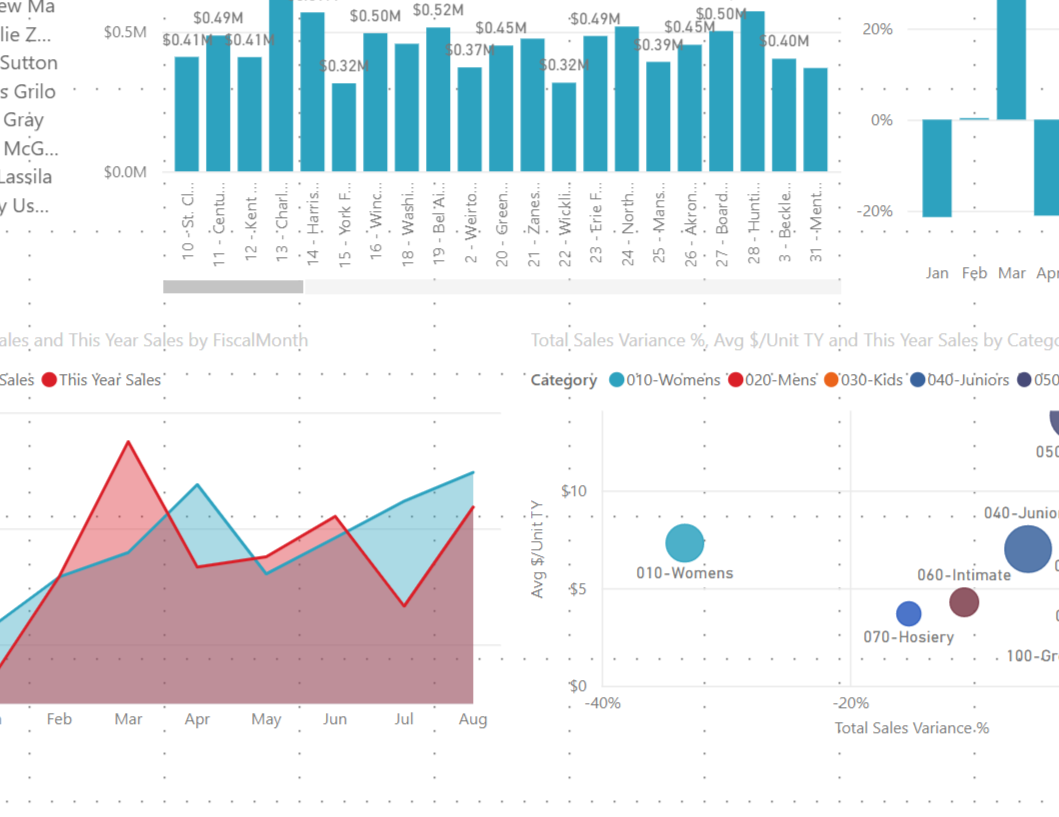 ew Ma
lie Z...
Sutton
s Grilo
Gray
McG...
Lassila
y Us...
$0.5M
$0.0M
$0.41M
$0.49M
$0.41M
$0.32M
$0.50M
$0.52M
$0.37M
$0.45M
$0.32M
$0.49M
$0.39M
$0.45M
$0.50M
$0.40M
10 - St. Cl...
11 - Centu...
12 - Kent ...
13 - Charl...
14 - Harris...
15 - York F...
16 - Winc...
18 - Washi...
19 - Bel Ai...
2 - Weirto...
20 - Green...
21 - Zanes...
22 - Wickli...
23 - Erie F...
24 - North...
25 - Mans...
26 - Akron...
27 - Board...
28 - Hunti...
3 - Beckle...
31 - Ment...
20%
0%
-20%
Jan Feb Mar Apr
ales and This Year Sales by FiscalMonth
Sales This Year Sales
Feb Mar Apr May Jun Jul Aug
Total Sales Variance %, Avg $/Unit TY and This Year Sales by Catego
Category 010-Womens 020-Mens 030-Kids 040-Juniors 050
Avg $/Unit TY
$10
$5
$0
050
040-Junior
010-Womens
060-Intimate
070-Hosiery
100-Gr
-40% -20%
Total Sales Variance %